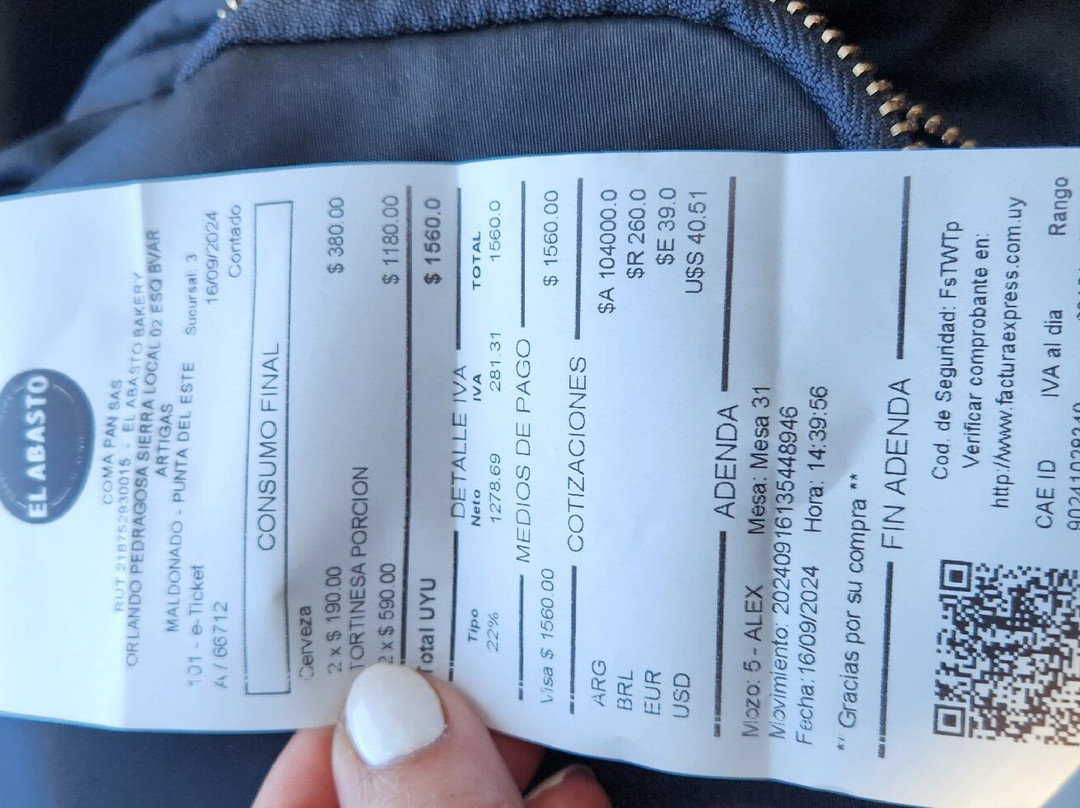 EL ABASTO
COMA PAN SAS
RUT 218752930015 - EL ABASTO BAKERY
ORLANDO PEDRAGOSA SIERRA LOCAL 02 ESQ BVAR
ARTIGAS
MALDONADO - PUNTA DEL ESTE Sucursal: 3
101 - e-Ticket 16/09/2024
A / 66712 Contado
CONSUMO FINAL
Cerveza
2 x $ 190.00 $ 380.00
TORTINESA PORCION
2 x $ 590.00 $ 1180.00
Total UYU $ 1560.0
DETALLE IVA
Tipo Neto IVA TOTAL
22% 1278.69 281.31 1560.0
MEDIOS DE PAGO
Visa $ 1560.00 $ 1560.00
COTIZACIONES
ARG $A 104000.0
BRL $R 260.0
EUR $E 39.0
USD U$S 40.51
ADENDA
Mozo: 5 - ALEX Mesa: Mesa 31
Movimiento: 20240916135448946
Fecha:16/09/2024 Hora: 14:39:56
** Gracias por su compra **
FIN ADENDA
Cod. de Seguridad: FsTWTp
Verificar comprobante en:
http://www.facturaexpress.com.uy
CAE ID IVA al dia Rango